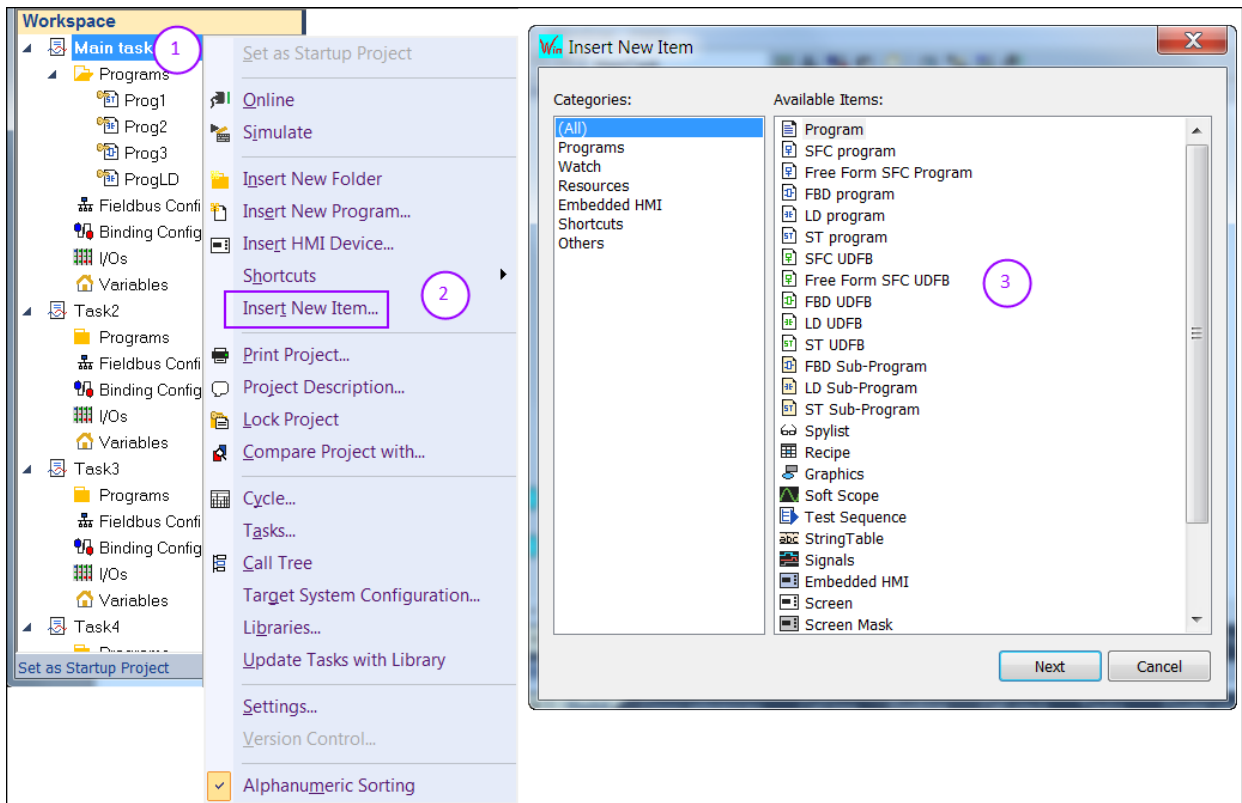 Workspace
Main task
1
Programs
Prog1
Prog2
Prog3
ProgLD
Fieldbus Confi
Binding Config
I/Os
Variables
Task2
Programs
Fieldbus Confi
Binding Config
I/Os
Variables
Task3
Programs
Fieldbus Confi
Binding Config
I/Os
Variables
Task4
Programs
Set as Startup Project
Set as Startup Project
Online
Simulate
Insert New Folder
Insert New Program...
Insert HMI Device...
Shortcuts
Insert New Item...
2
Print Project...
Project Description...
Lock Project
Compare Project with...
Cycle...
Tasks...
Call Tree
Target System Configuration...
Libraries...
Update Tasks with Library
Settings...
Version Control...
Alphanumeric Sorting
Win Insert New Item
X
Categories:
(All)
Programs
Watch
Resources
Embedded HMI
Shortcuts
Others
Available Items:
Program
SFC program
Free Form SFC Program
FBD program
LD program
ST ST program
SFC UDFB
Free Form SFC UDFB
3
FBD UDFB
LD UDFB
ST ST UDFB
FBD Sub-Program
LD Sub-Program
ST ST Sub-Program
Spylist
Recipe
Graphics
Soft Scope
Test Sequence
abc StringTable
Signals
Embedded HMI
Screen
Screen Mask
Next
Cancel